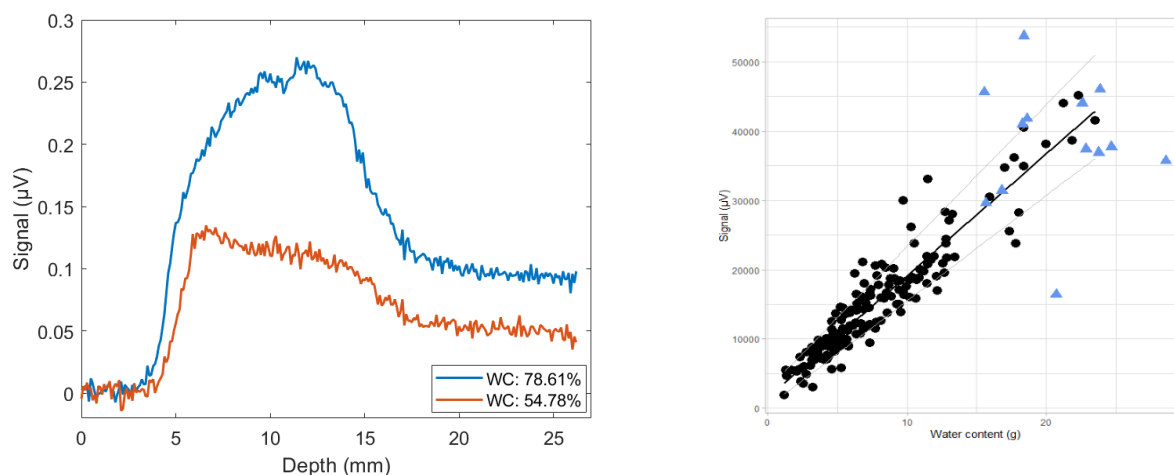 0.3
0.25
0.2
0.15
0.1
0.05
0
Signal (µV)
0 5 10 15 20 25
Depth (mm)
WC: 78.61%
WC: 54.78%
50000
40000
30000
20000
10000
0
Signal (µV)
0 10 20
Water content (g)